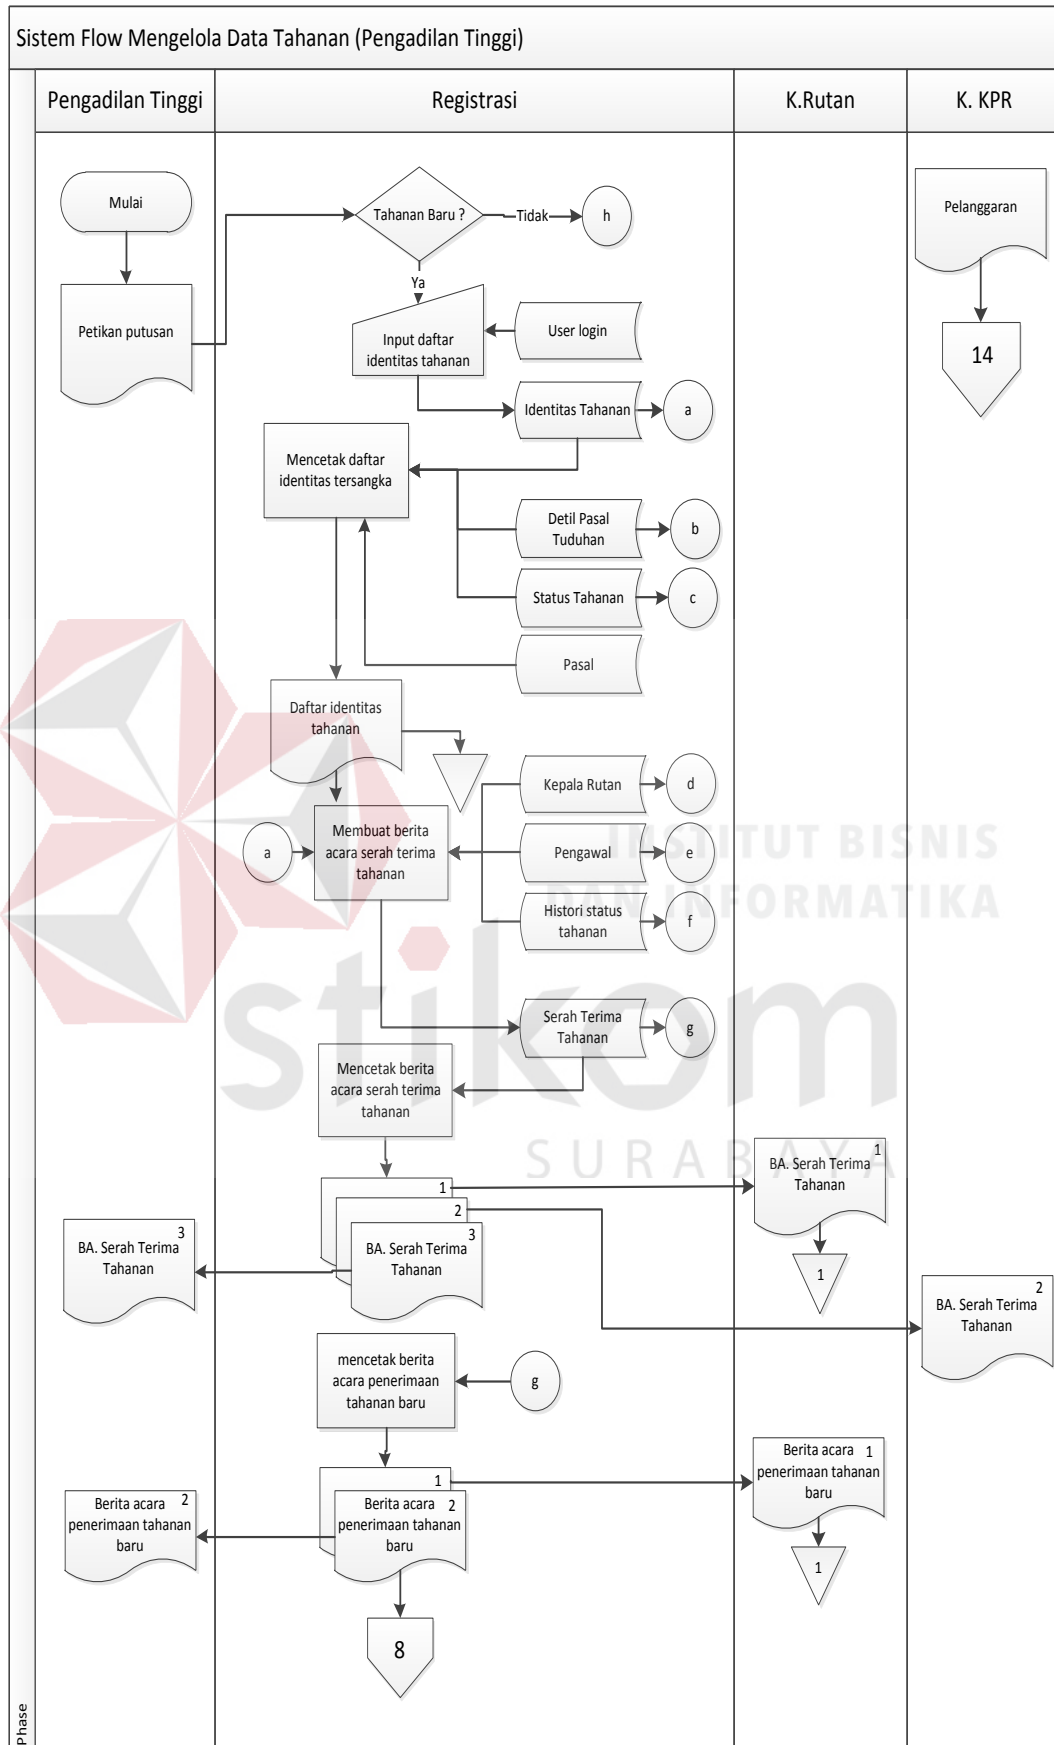 Sistem Flow Mengelola Data Tahanan (Pengadilan Tinggi)
Pengadilan Tinggi
Registrasi
K.Rutan
K. KPR
Mulai
Tahanan Baru ?
Tidak
h
Pelanggaran
Ya
Petikan putusan
Input daftar
identitas tahanan
User login
14
Identitas Tahanan
a
Mencetak daftar
identitas tersangka
Detil Pasal
Tuduhan
b
Status Tahanan
c
Pasal
Daftar identitas
tahanan
Kepala Rutan
d
a
Membuat berita
acara serah terima
tahanan
Pengawal
e
Histori status
tahanan
f
INSTITUT BISNIS
DAN INFORMATIKA
stikom
SURABAYA
Serah Terima
Tahanan
g
Mencetak berita
acara serah terima
tahanan
BA. Serah Terima
Tahanan
1
1
1
2
3
BA. Serah Terima
Tahanan
3
BA. Serah Terima
Tahanan
2
BA. Serah Terima
Tahanan
mencetak berita
acara penerimaan
tahanan baru
g
1
2
Berita acara
penerimaan tahanan
baru
2
Berita acara
penerimaan tahanan
baru
1
Berita acara
penerimaan tahanan
baru
1
8
Phase